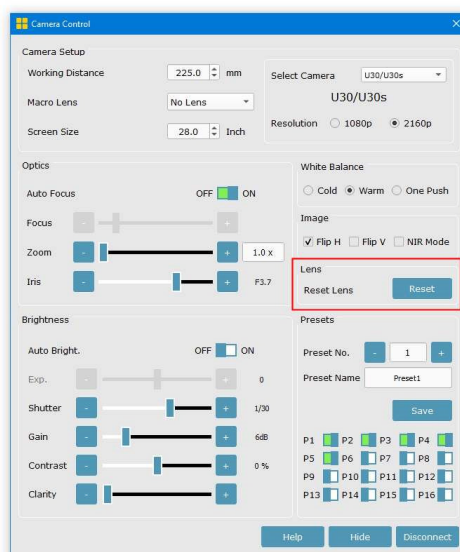 Camera Control
Camera Setup
Working Distance 225.0 mm
Macro Lens No Lens
Screen Size 28.0 Inch
Select Camera U30/U30s
U30/U30s
Resolution 1080p 2160p
Optics
Auto Focus OFF ON
Focus - +
Zoom - + 1.0 x
Iris - + F3.7
White Balance
Cold Warm One Push
Image
Flip H Flip V NIR Mode
Lens
Reset Lens Reset
Brightness
Auto Bright. OFF ON
Exp. - + 0
Shutter - + 1/30
Gain - + 6dB
Contrast - + 0 %
Clarity - +
Presets
Preset No. - 1 +
Preset Name Preset1
Save
P1 P2 P3 P4
P5 P6 P7 P8
P9 P10 P11 P12
P13 P14 P15 P16
Help Hide Disconnect